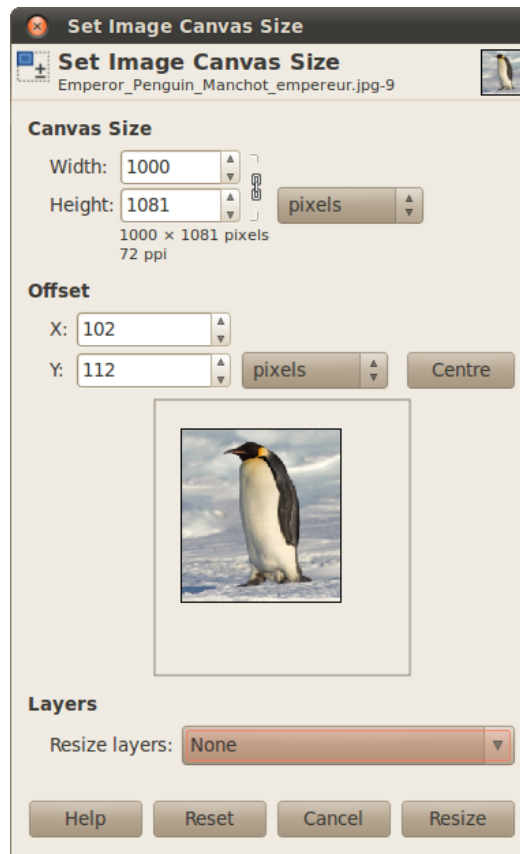 Set Image Canvas Size
Set Image Canvas Size
Emperor_Penguin_Manchot_empereur.jpg-9
Canvas Size
Width: 1000
Height: 1081 pixels
1000 × 1081 pixels
72 ppi
Offset
X: 102
Y: 112 pixels Centre
Layers
Resize layers: None
Help Reset Cancel Resize